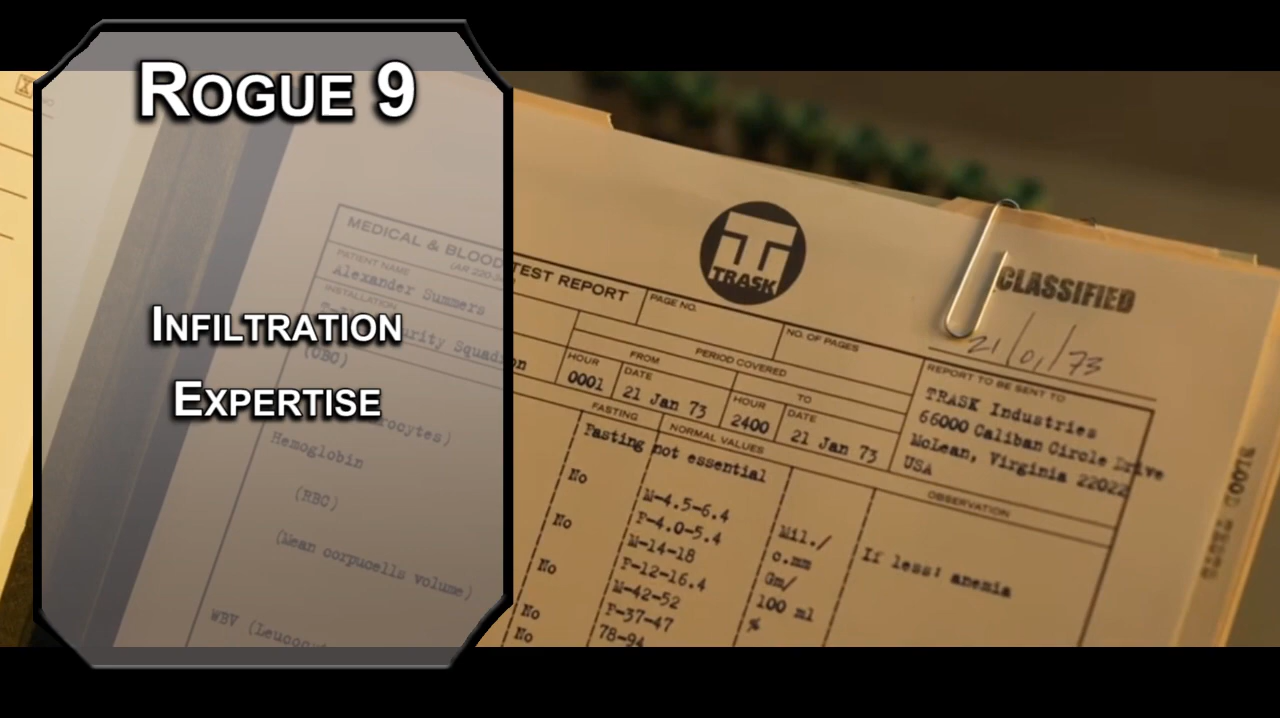 Rogue 9
Infiltration
Expertise
MEDICAL & BLOOD TEST REPORT
PATIENT NAME
Alexander Summers
INSTALLATION
TRASK
CLASSIFIED
21/01/73
PAGE NO.
NO. OF PAGES
PERIOD COVERED
HOUR
0001
FROM
DATE
21 Jan 73
HOUR
2400
TO
DATE
21 Jan 73
REPORT TO BE SENT TO
TRASK Industries
66000 Caliban Circle Drive
McLean, Virginia 22022
USA
FASTING
NORMAL VALUES
OBSERVATION
Fasting not essential
Hemoglobin
(RBC)
(Mean corpucells volume)
WBV
No
No
No
No
No
M-4.5-6.4
F-4.0-5.4
M-14-18
F-12-16.4
M-42-52
F-37-47
78-94
Mil./
c.mm
Gm/
100 ml
%
If less: anemia